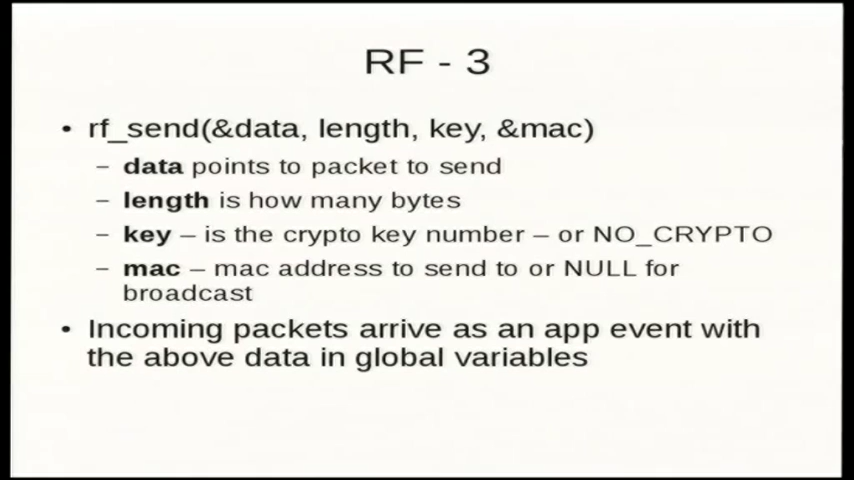 RF - 3
• rf_send(&data, length, key, &mac)
– data points to packet to send
– length is how many bytes
– key – is the crypto key number – or NO_CRYPTO
– mac – mac address to send to or NULL for
broadcast
• Incoming packets arrive as an app event with
the above data in global variables